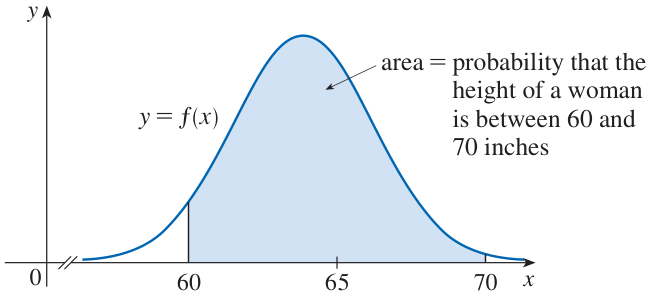 y
area = probability that the
height of a woman
is between 60 and
70 inches
y = f(x)
0
60
65
70
x